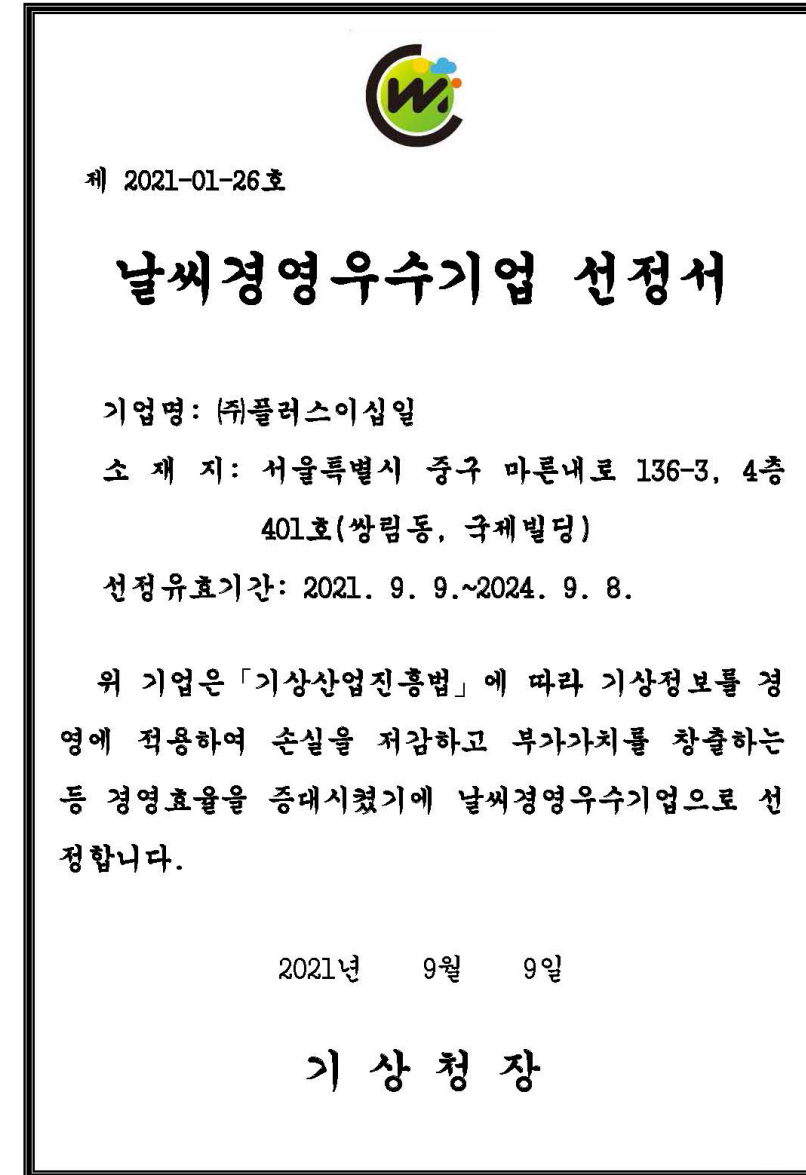 제 2021-01-26호
날씨경영우수기업 선정서
기업명: ㈜플러스이십일
소 재 지: 서울특별시 중구 마른내로 136-3, 4층
401호(쌍림동, 국제빌딩)
선정유효기간: 2021. 9. 9.~2024. 9. 8.
위 기업은「기상산업진흥법」에 따라 기상정보를 경
영에 적용하여 손실을 저감하고 부가가치를 창출하는
등 경영효율을 증대시켰기에 날씨경영우수기업으로 선
정합니다.
2021년 9월 9일
기 상 청 장